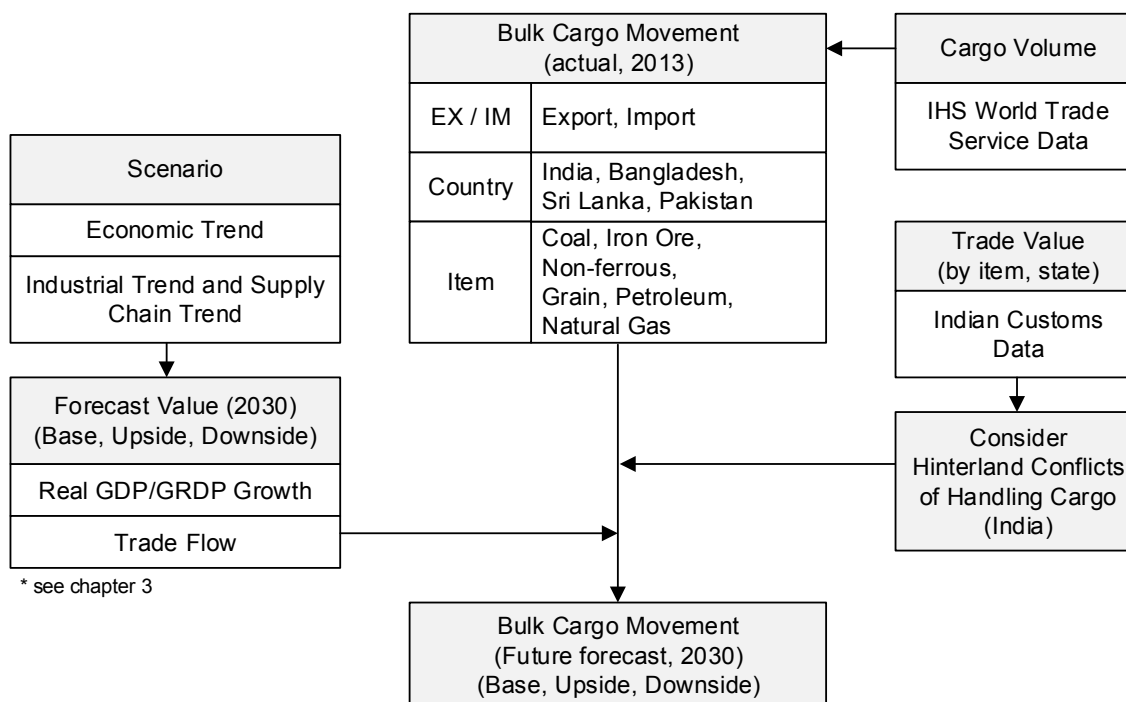 Bulk Cargo Movement
(actual, 2013)
EX / IM
Export, Import
Country
India, Bangladesh,
Sri Lanka, Pakistan
Item
Coal, Iron Ore,
Non-ferrous,
Grain, Petroleum,
Natural Gas
Cargo Volume
IHS World Trade
Service Data
Scenario
Economic Trend
Industrial Trend and Supply
Chain Trend
Trade Value
(by item, state)
Indian Customs
Data
Forecast Value (2030)
(Base, Upside, Downside)
Real GDP/GRDP Growth
Trade Flow
* see chapter 3
Consider
Hinterland Conflicts
of Handling Cargo
(India)
Bulk Cargo Movement
(Future forecast, 2030)
(Base, Upside, Downside)